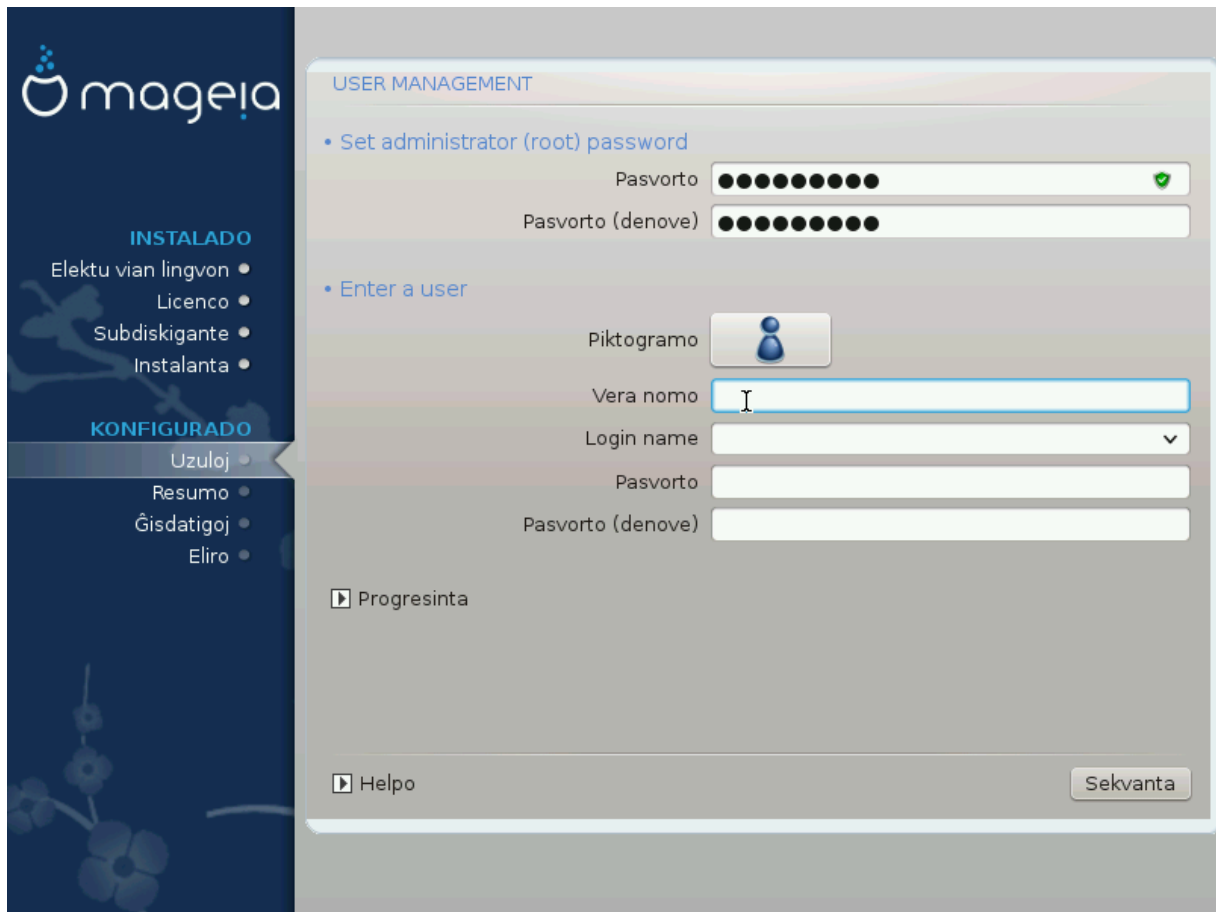 mageia
INSTALADO
Elektu vian lingvon
Licenco
Subdiskigante
Instalanta
KONFIGURADO
Uzuloj
Resumo
Ĝisdatigoj
Eliro
USER MANAGEMENT
• Set administrator (root) password
Pasvorto
Pasvorto (denove)
• Enter a user
Piktogramo
Vera nomo
Login name
Pasvorto
Pasvorto (denove)
Progresinta
Helpo
Sekvanta